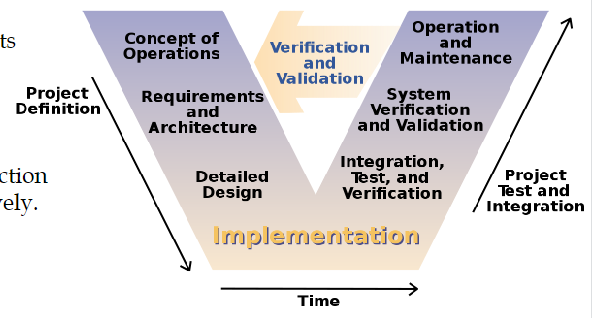 ts
ction
vely.
Concept of
Operations
Verification
and
Validation
Operation
and
Maintenance
Project
Definition
Requirements
and
Architecture
System
Verification
and Validation
Detailed
Design
Integration,
Test, and
Verification
Project
Test and
Integration
Implementation
Time